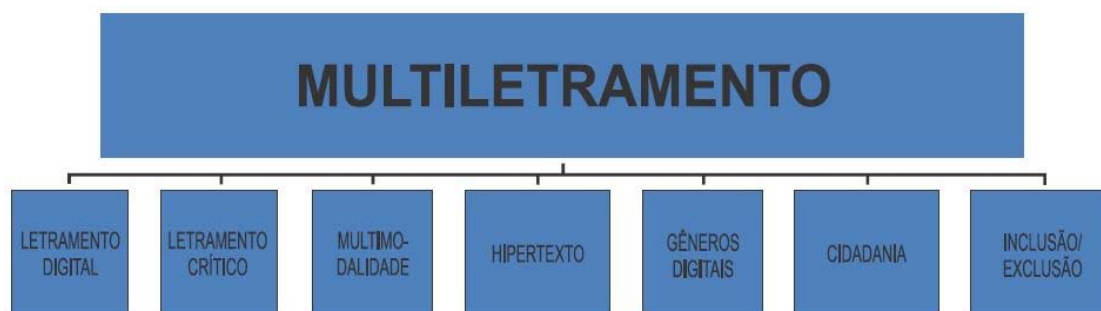 MULTILETRAMENTO
LETRAMENTO
DIGITAL
LETRAMENTO
CRÍTICO
MULTIMO-
DALIDADE
HIPERTEXTO
GÊNEROS
DIGITAIS
CIDADANIA
INCLUSÃO/
EXCLUSÃO